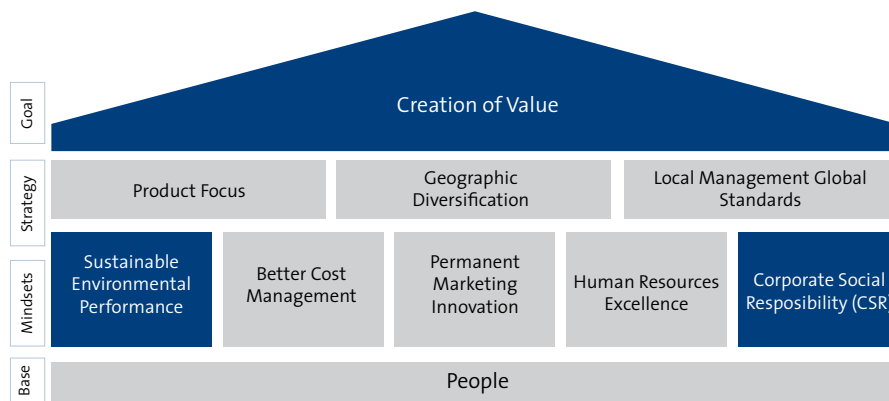 Goal
Creation of Value
Strategy
Product Focus
Geographic
Diversification
Local Management Global
Standards
Mindsets
Sustainable
Environmental
Performance
Better Cost
Management
Permanent
Marketing
Innovation
Human Resources
Excellence
Corporate Social
Resposibility (CSR)
Base
People